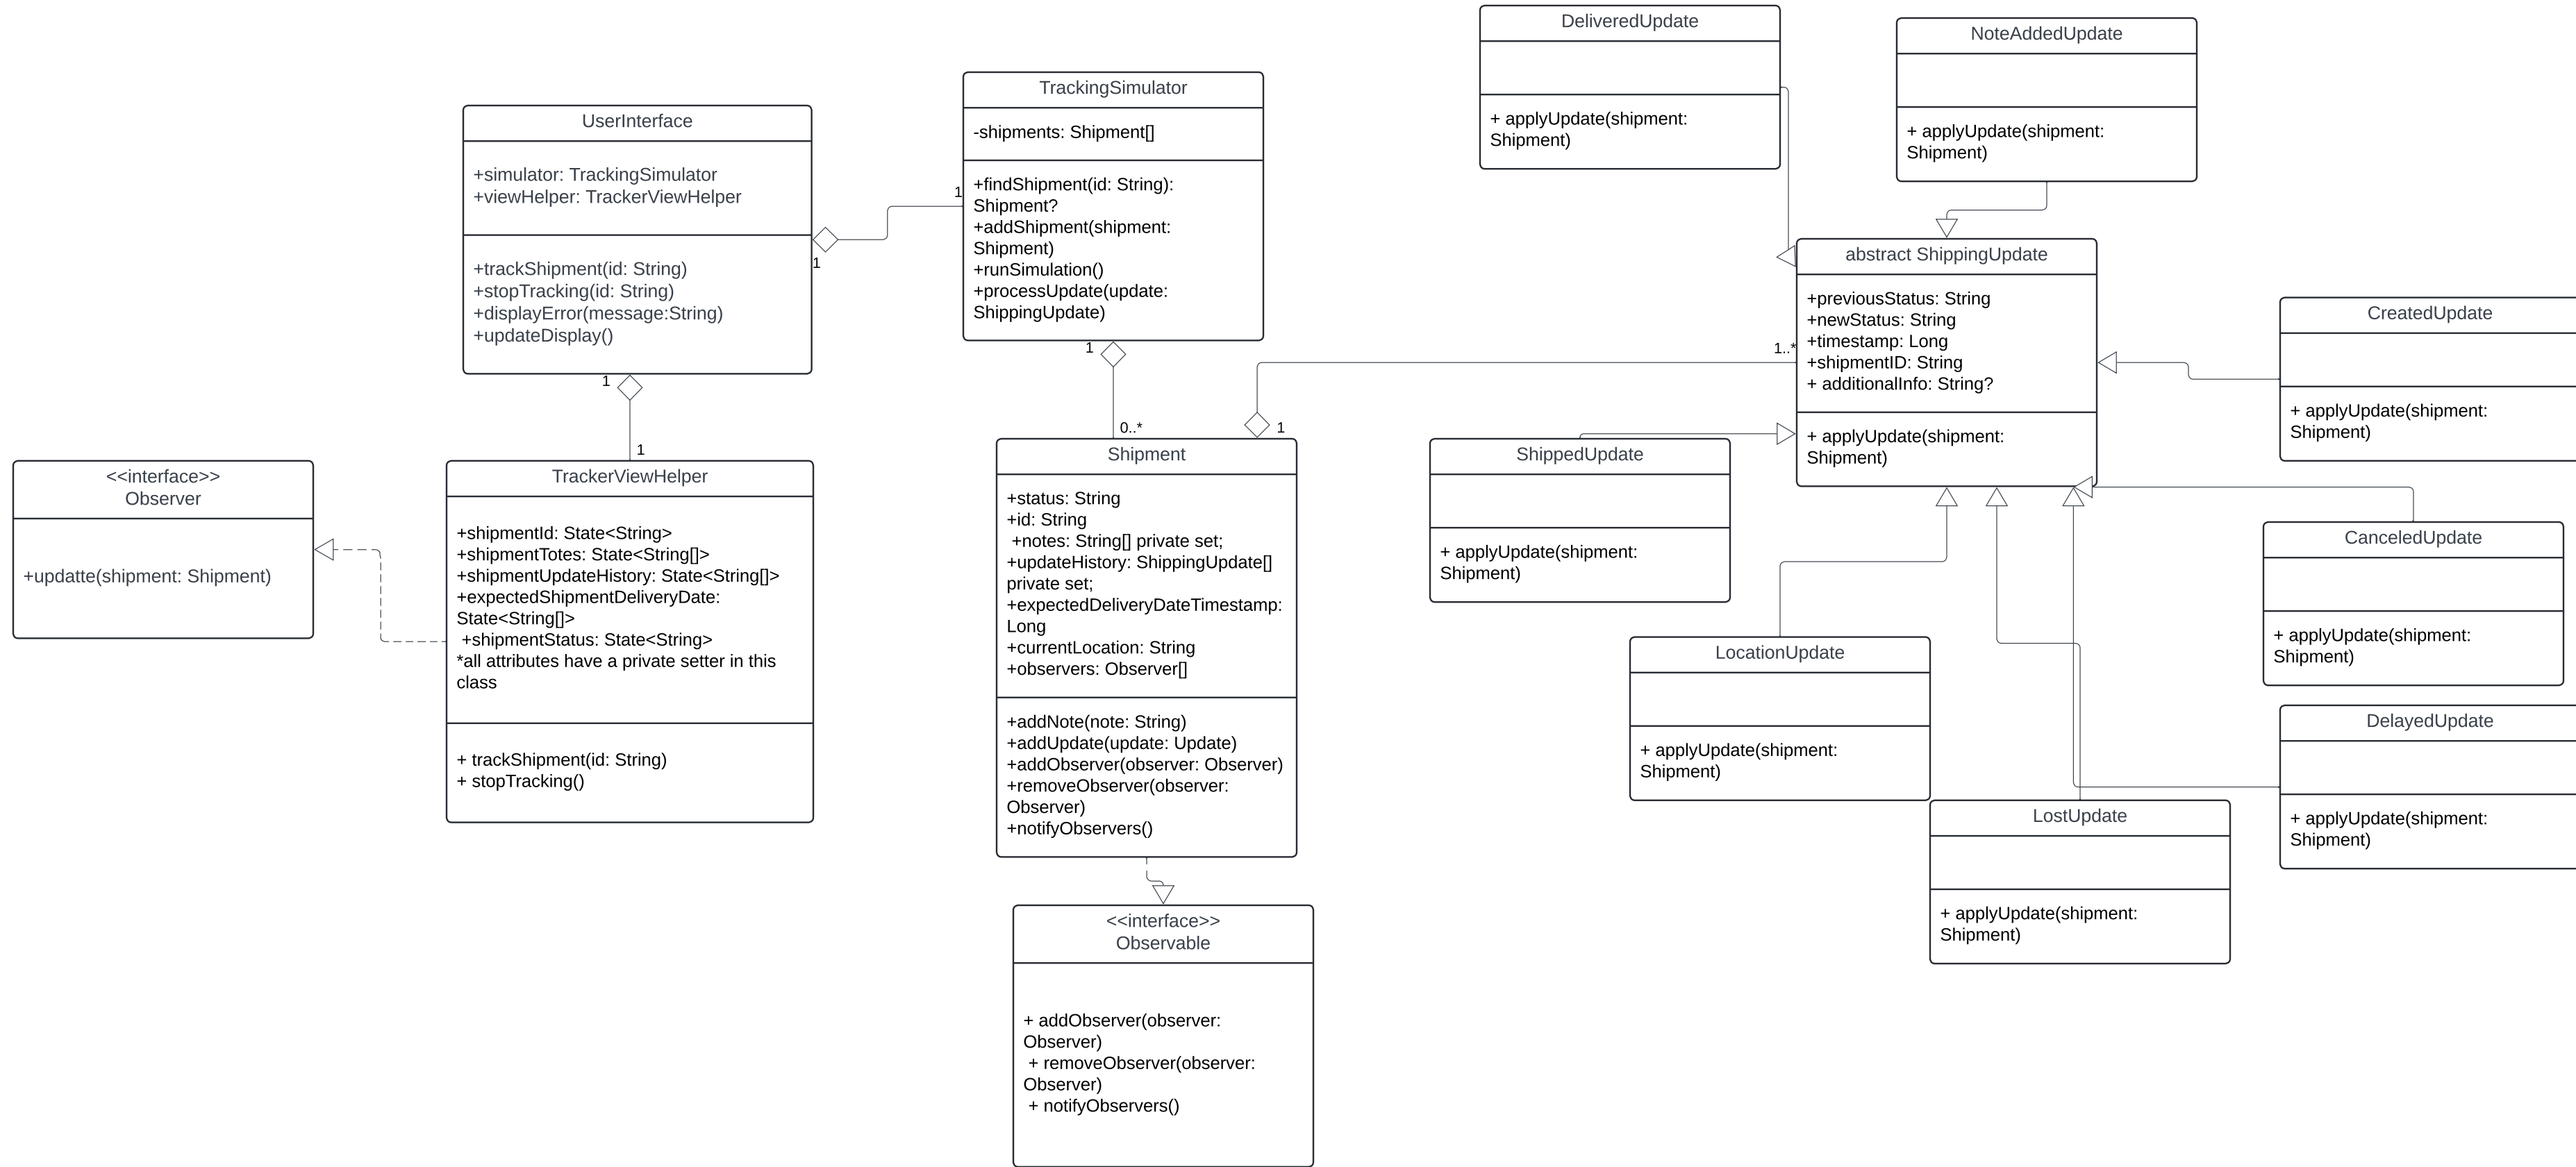 UserInterface
+simulator: TrackingSimulator
+viewHelper: TrackerViewHelper
+trackShipment(id: String)
+stopTracking(id: String)
+displayError(message:String)
+updateDisplay()
1
1
TrackingSimulator
-shipments: Shipment[]
+findShipment(id: String):
Shipment?
+addShipment(shipment:
Shipment)
+runSimulation()
+processUpdate(update:
ShippingUpdate)
1
1
1
0..*
<<interface>>
Observer
+updatte(shipment: Shipment)
TrackerViewHelper
+shipmentId: State<String>
+shipmentTotes: State<String[]>
+shipmentUpdateHistory: State<String[]>
+expectedShipmentDeliveryDate:
State<String[]>
+shipmentStatus: State<String>
*all attributes have a private setter in this
class
+ trackShipment(id: String)
+ stopTracking()
Shipment
+status: String
+id: String
+notes: String[] private set;
+updateHistory: ShippingUpdate[]
private set;
+expectedDeliveryDateTimestamp:
Long
+currentLocation: String
+observers: Observer[]
+addNote(note: String)
+addUpdate(update: Update)
+addObserver(observer: Observer)
+removeObserver(observer:
Observer)
+notifyObservers()
1
1..*
<<interface>>
Observable
+ addObserver(observer:
Observer)
+ removeObserver(observer:
Observer)
+ notifyObservers()
DeliveredUpdate
+ applyUpdate(shipment:
Shipment)
NoteAddedUpdate
+ applyUpdate(shipment:
Shipment)
abstract ShippingUpdate
+previousStatus: String
+newStatus: String
+timestamp: Long
+shipmentID: String
+ additionalInfo: String?
+ applyUpdate(shipment:
Shipment)
CreatedUpdate
+ applyUpdate(shipment:
Shipment)
ShippedUpdate
+ applyUpdate(shipment:
Shipment)
CanceledUpdate
+ applyUpdate(shipment:
Shipment)
LocationUpdate
+ applyUpdate(shipment:
Shipment)
DelayedUpdate
+ applyUpdate(shipment:
Shipment)
LostUpdate
+ applyUpdate(shipment:
Shipment)